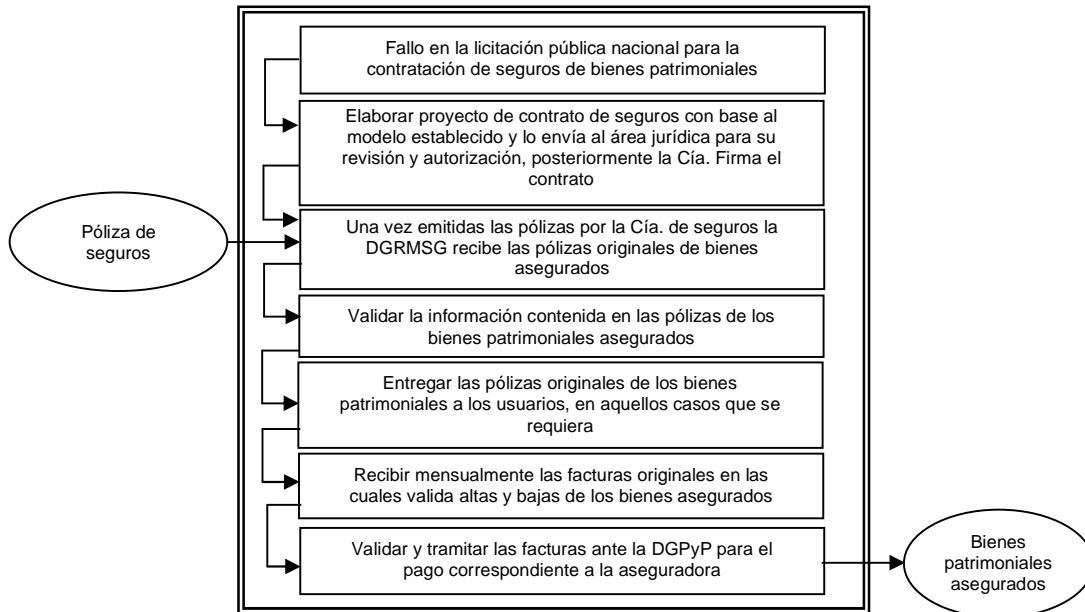 Fallo en la licitación pública nacional para la
contratación de seguros de bienes patrimoniales
Elaborar proyecto de contrato de seguros con base al
modelo establecido y lo envía al área jurídica para su
revisión y autorización, posteriormente la Cía. Firma el
contrato
Póliza de
seguros
Una vez emitidas las pólizas por la Cía. de seguros la
DGRMSG recibe las pólizas originales de bienes
asegurados
Validar la información contenida en las pólizas de los
bienes patrimoniales asegurados
Entregar las pólizas originales de los bienes
patrimoniales a los usuarios, en aquellos casos que se
requiera
Recibir mensualmente las facturas originales en las
cuales valida altas y bajas de los bienes asegurados
Validar y tramitar las facturas ante la DGPyP para el
pago correspondiente a la aseguradora
Bienes
patrimoniales
asegurados